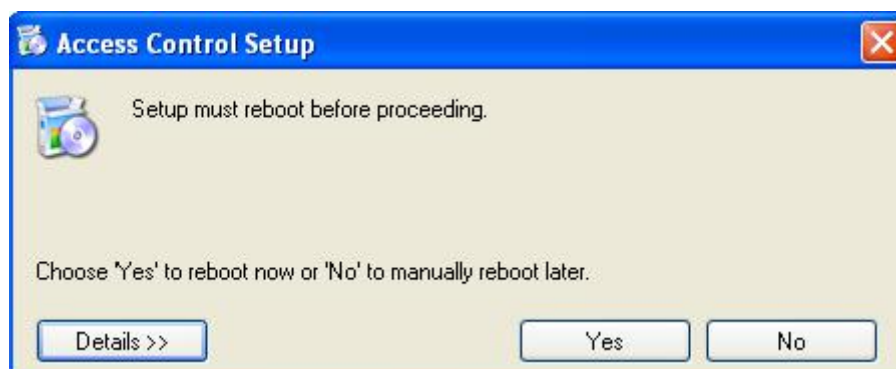 Access Control Setup
Setup must reboot before proceeding.
Choose 'Yes' to reboot now or 'No' to manually reboot later.
Details >>
Yes
No